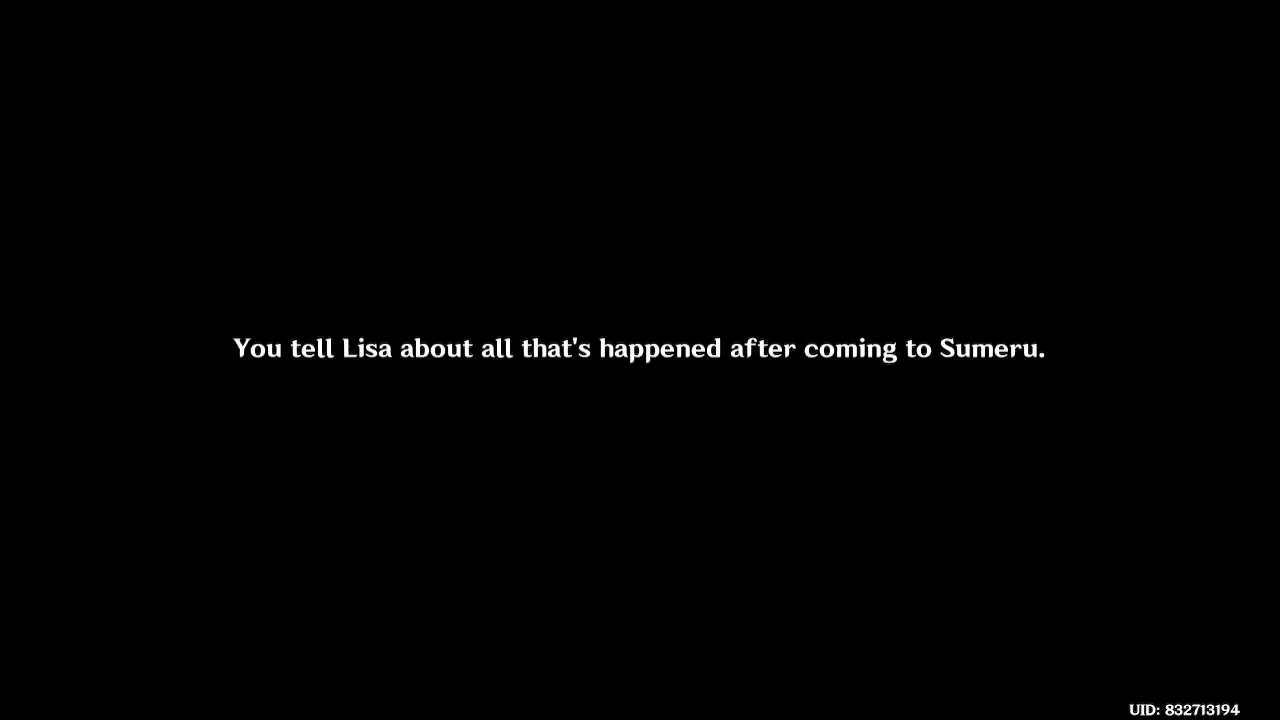 You tell Lisa about all that's happened after coming to Sumeru.
UID: 832713194